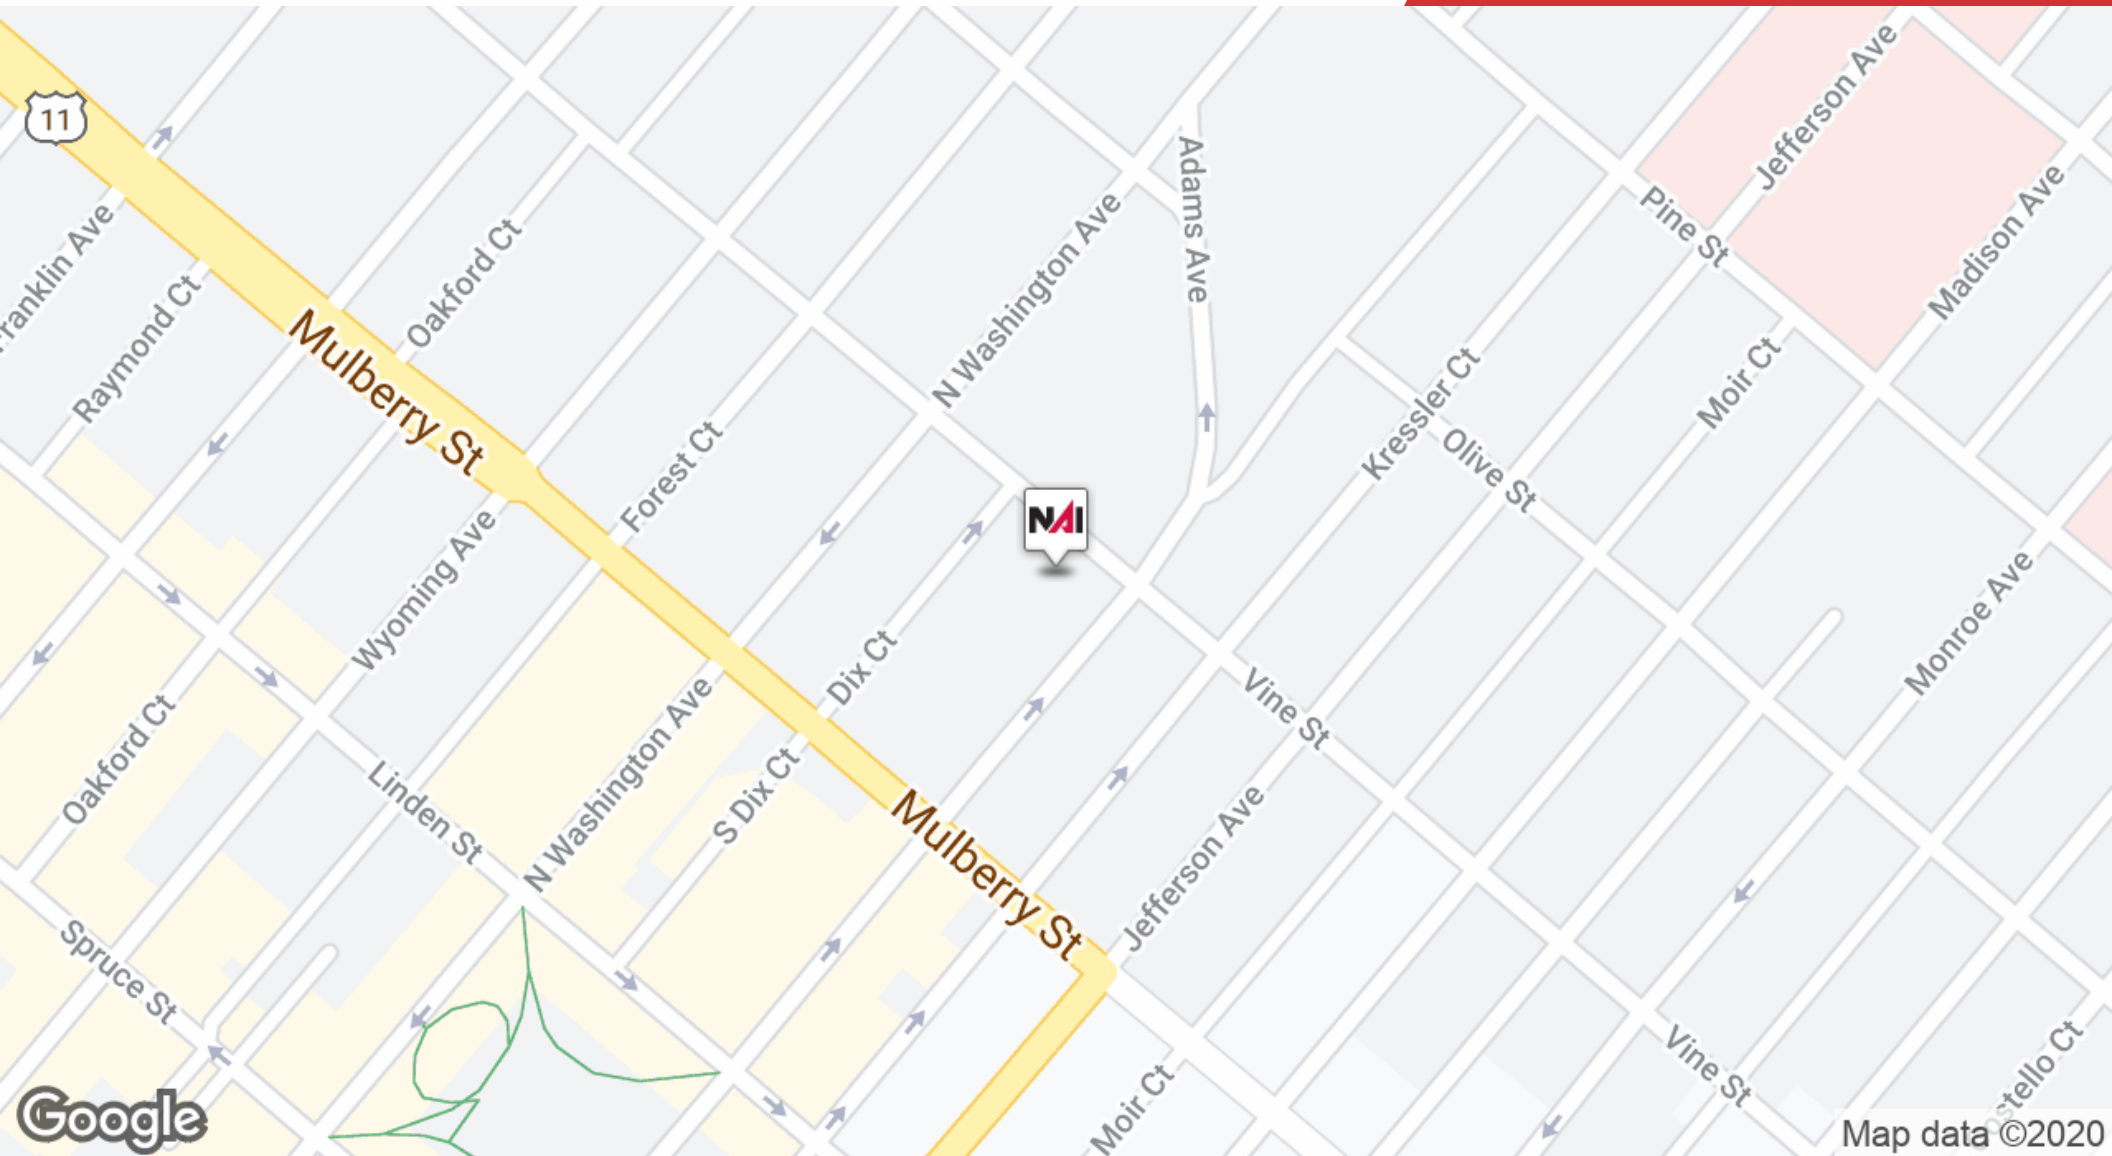 11
Jefferson Ave
Adams Ave
Pine St
Madison Ave
Franklin Ave
Oakford Ct
N Washington Ave
Raymond Ct
Mulberry St
Kressler Ct
Moir Ct
Forest Ct
Olive St
NAI
Wyoming Ave
Monroe Ave
Dix Ct
Vine St
Oakford Ct
N Washington Ave
S Dix Ct
Linden St
Mulberry St
Jefferson Ave
Spruce St
Vine St
Moir Ct
Google
Map data ©2020